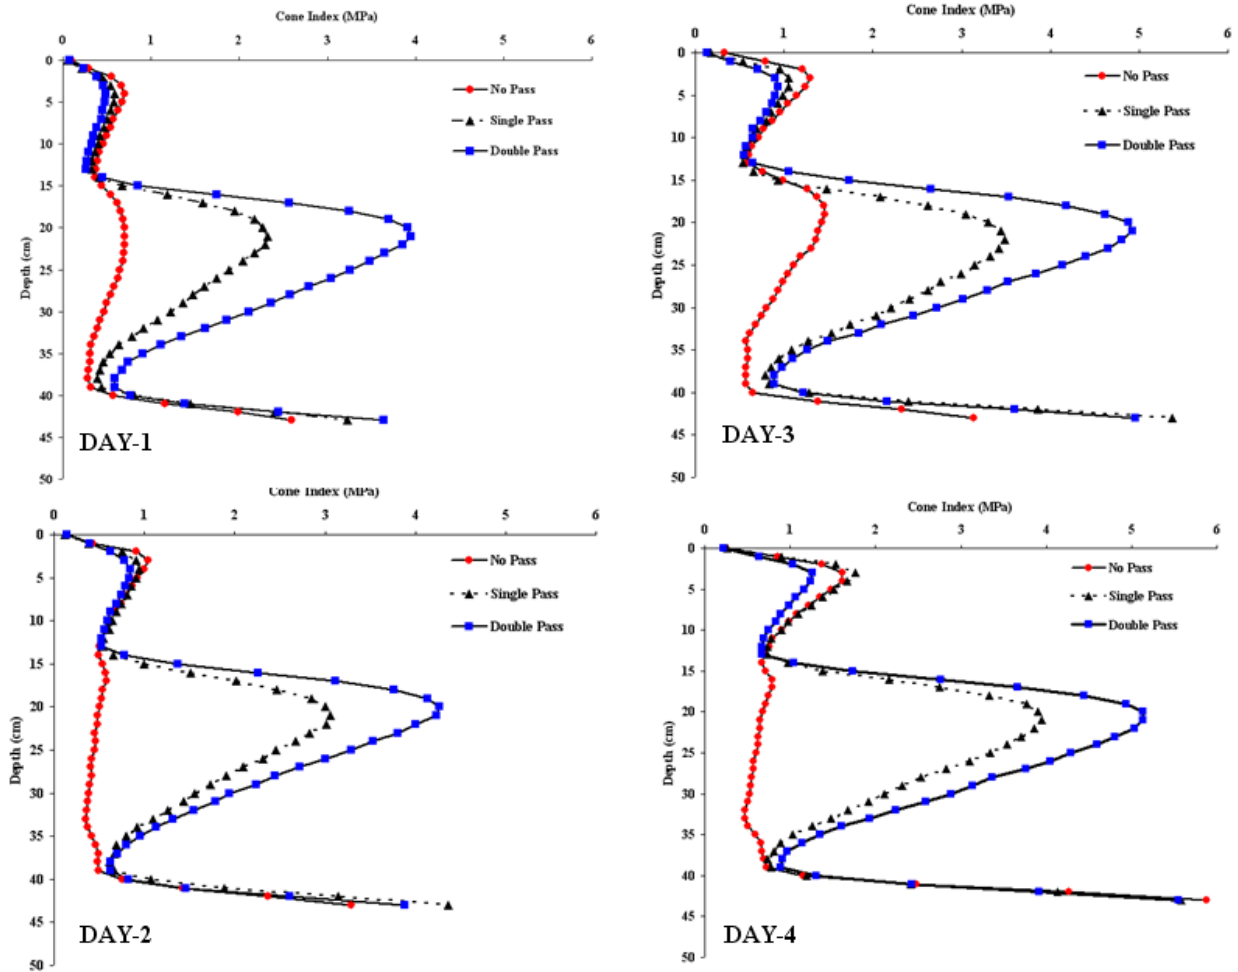 Cone Index (MPa)
0 1 2 3 4 5 6
0
5
10
15
20
25
30
35
40
45
50
Depth (cm)
No Pass
Single Pass
Double Pass
DAY-1
Cone Index (MPa)
0 1 2 3 4 5 6
0
5
10
15
20
25
30
35
40
45
50
Depth (cm)
No Pass
Single Pass
Double Pass
DAY-3
Cone Index (MPa)
0 1 2 3 4 5 6
0
5
10
15
20
25
30
35
40
45
50
Depth (cm)
No Pass
Single Pass
Double Pass
DAY-2
Cone Index (MPa)
0 1 2 3 4 5 6
0
5
10
15
20
25
30
35
40
45
50
Depth (cm)
No Pass
Single Pass
Double Pass
DAY-4